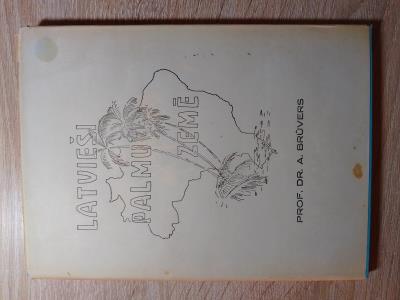 LATVIEŠI
PALMU
ZEMĒ
PROF. DR. A. BRŪVERS